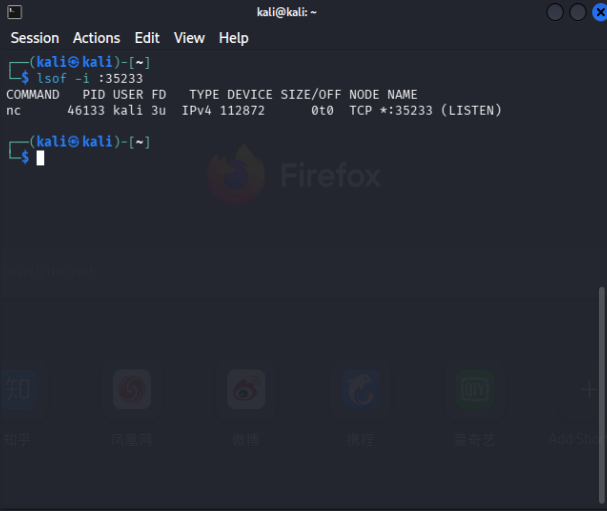 kali@kali: ~
Session Actions Edit View Help
┌──(kali㉿kali)-[~]
└─$ lsof -i :35233
COMMAND   PID USER FD   TYPE DEVICE SIZE/OFF NODE NAME
nc      46133 kali 3u  IPv4 112872      0t0  TCP *:35233 (LISTEN)
┌──(kali㉿kali)-[~]
└─$
Firefox
知乎 凤凰网 微博 携程 爱奇艺 Add Sho